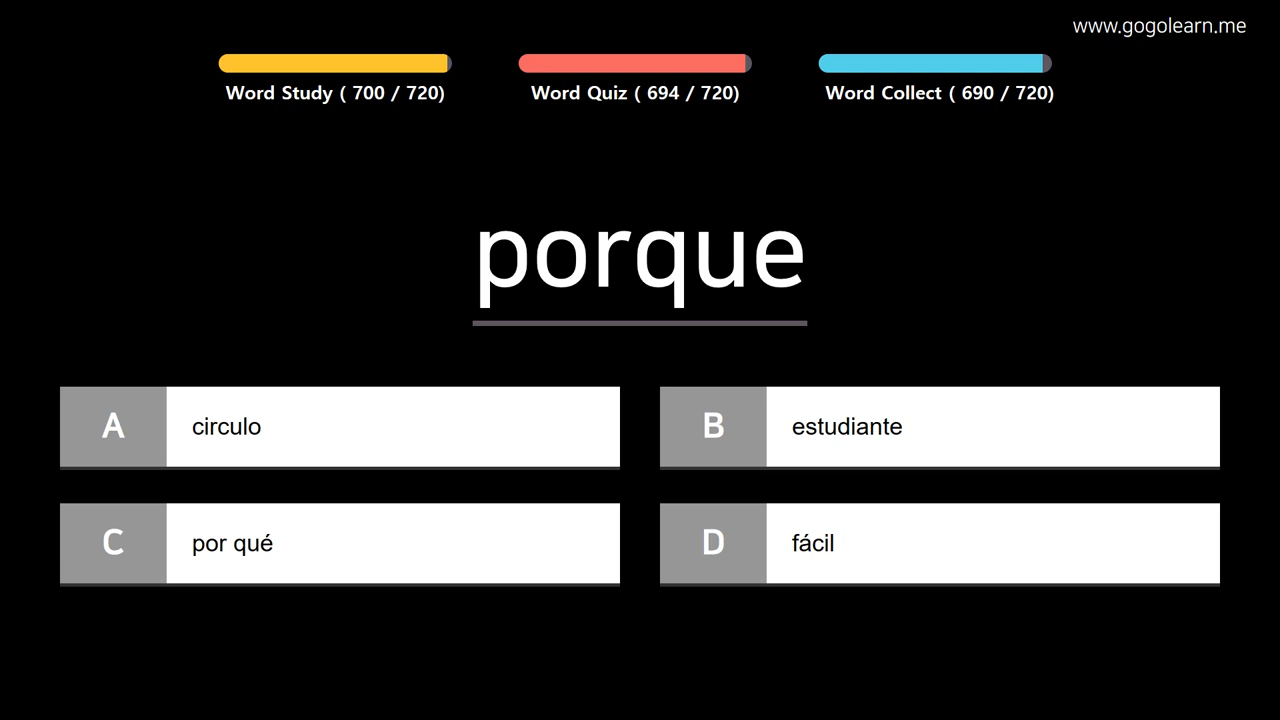 www.gogolearn.me
Word Study ( 700 / 720)
Word Quiz ( 694 / 720)
Word Collect ( 690 / 720)
porque
A circulo
B estudiante
C por qué
D fácil